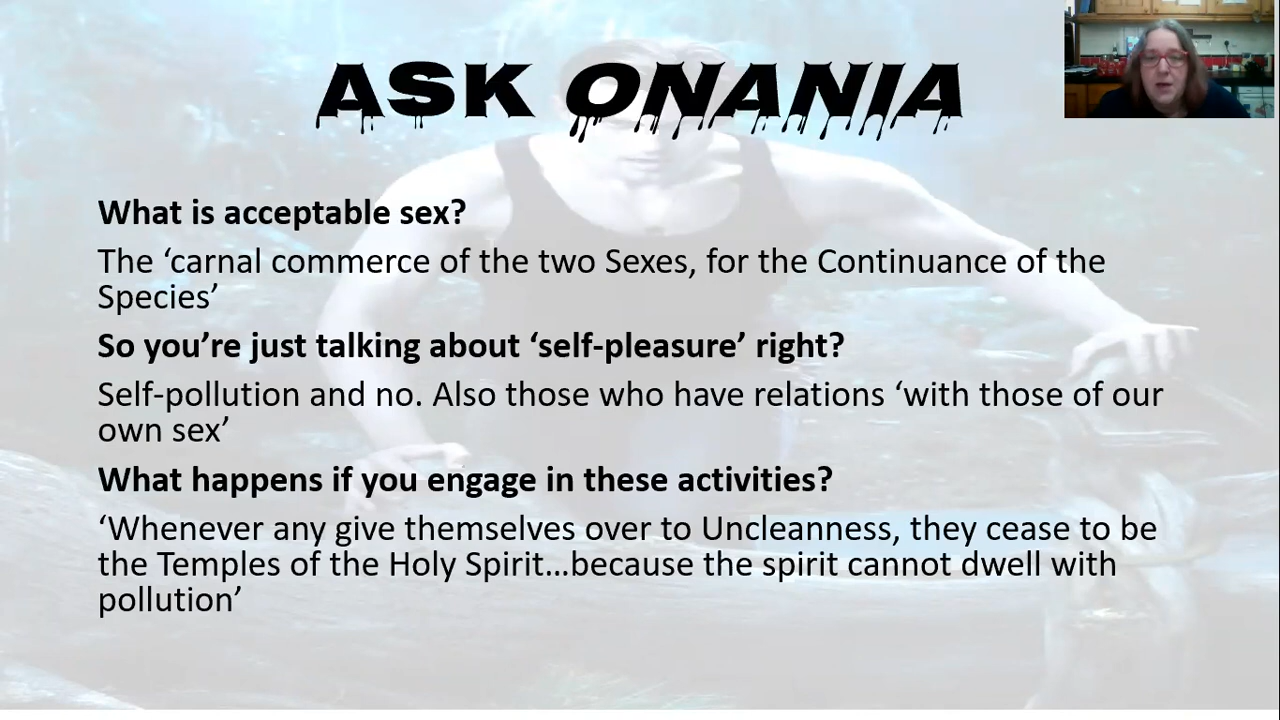 ASK ONANIA
What is acceptable sex?
The ‘carnal commerce of the two Sexes, for the Continuance of the
Species’
So you’re just talking about ‘self-pleasure’ right?
Self-pollution and no. Also those who have relations ‘with those of our
own sex’
What happens if you engage in these activities?
‘Whenever any give themselves over to Uncleanness, they cease to be
the Temples of the Holy Spirit…because the spirit cannot dwell with
pollution’